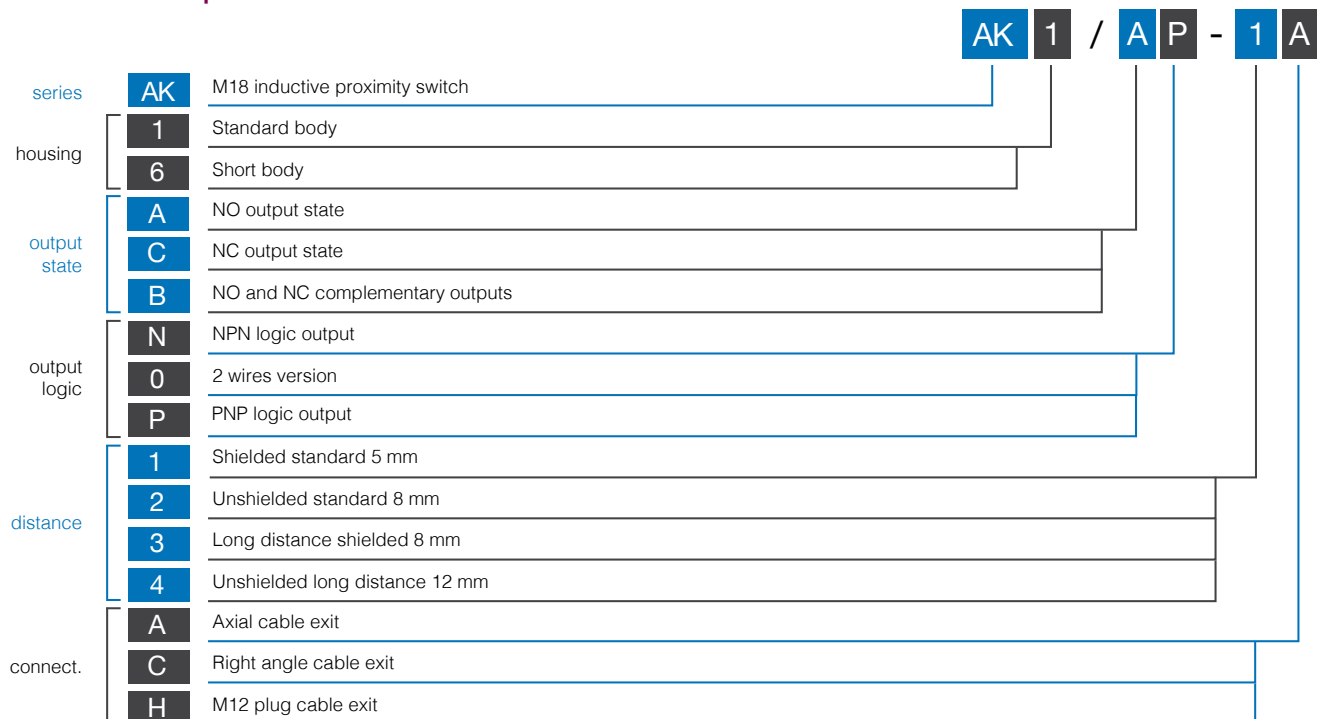 AK 1 / A P - 1 A
series AK M18 inductive proximity switch
housing
1 Standard body
6 Short body
output state
A NO output state
C NC output state
B NO and NC complementary outputs
output logic
N NPN logic output
0 2 wires version
P PNP logic output
distance
1 Shielded standard 5 mm
2 Unshielded standard 8 mm
3 Long distance shielded 8 mm
4 Unshielded long distance 12 mm
connect.
A Axial cable exit
C Right angle cable exit
H M12 plug cable exit